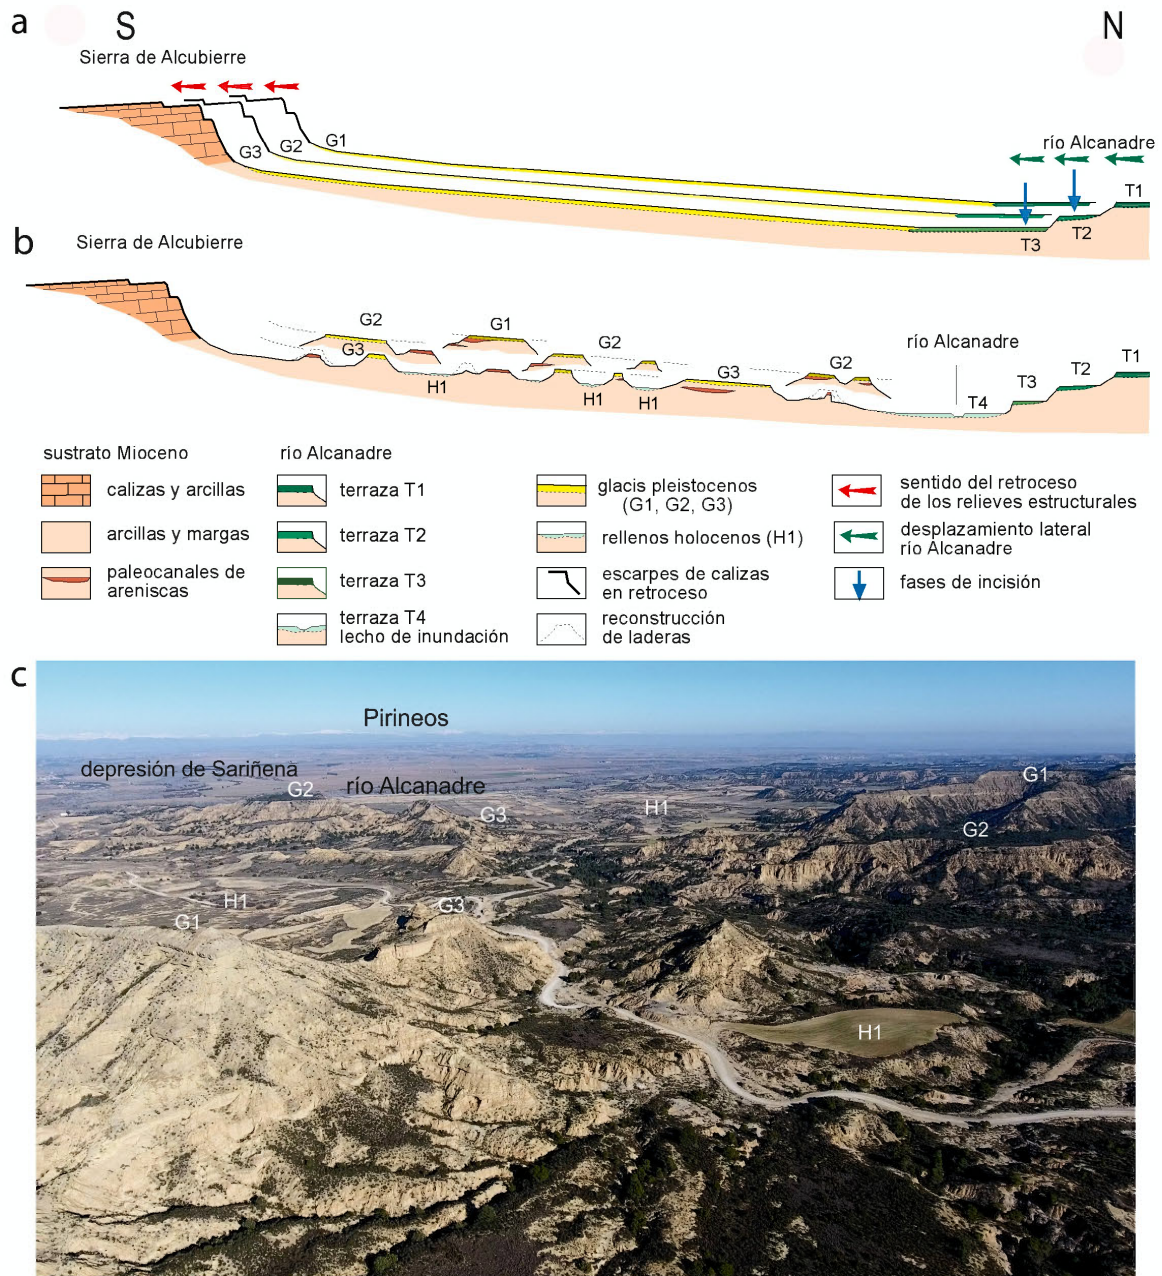 a
S
N
Sierra de Alcubierre
río Alcanadre
G1
G2
G3
T1
T2
T3
b
Sierra de Alcubierre
G2
G1
G3
G2
río Alcanadre
G2
G3
H1
H1
H1
T1
T2
T3
T4
sustrato Mioceno
calizas y arcillas
arcillas y margas
paleocanales de
areniscas
río Alcanadre
terraza T1
terraza T2
terraza T3
terraza T4
lecho de inundación
glacis pleistocenos
(G1, G2, G3)
rellenos holocenos (H1)
escarpes de calizas
en retroceso
reconstrucción
de laderas
sentido del retroceso
de los relieves estructurales
desplazamiento lateral
río Alcanadre
fases de incisión
c
Pirineos
depresión de Sariñena
G2
río Alcanadre
G1
G3
H1
G2
H1
G3
G1
H1